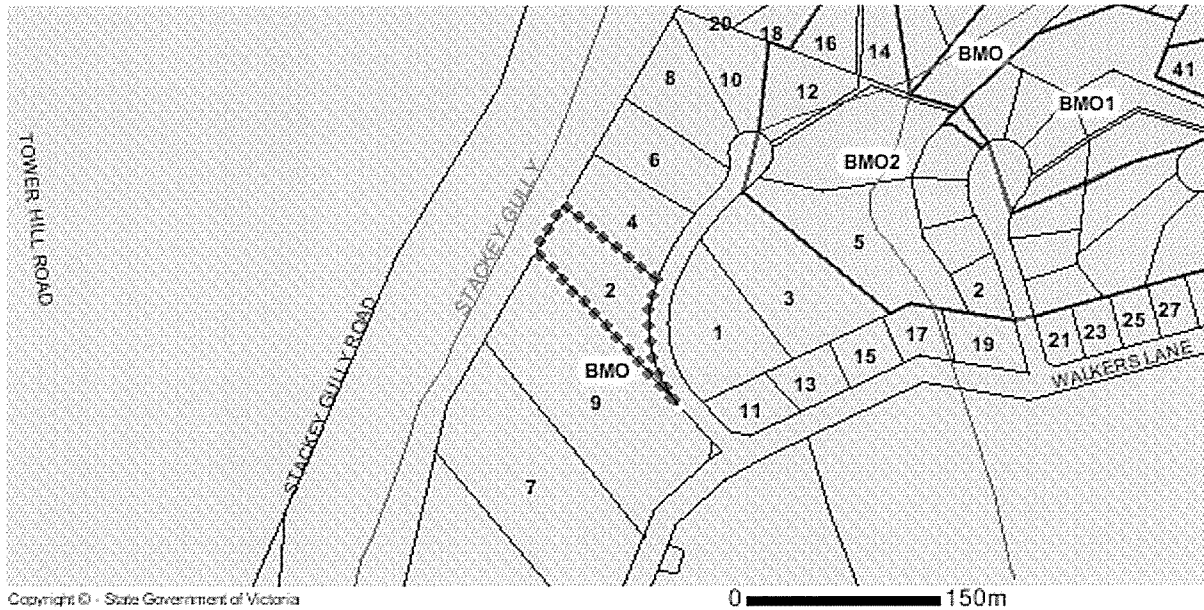 20
18
16
14
BMO
41
8
10
12
BMO1
6
BMO2
TOWER HILL ROAD
STACKEY GULLY
4
5
2
3
2
1
17
19
21
23
25
27
15
13
11
WALKERS LANE
BMO
9
STACKEY GULLY ROAD
7
Copyright © - State Government of Victoria
0 150m